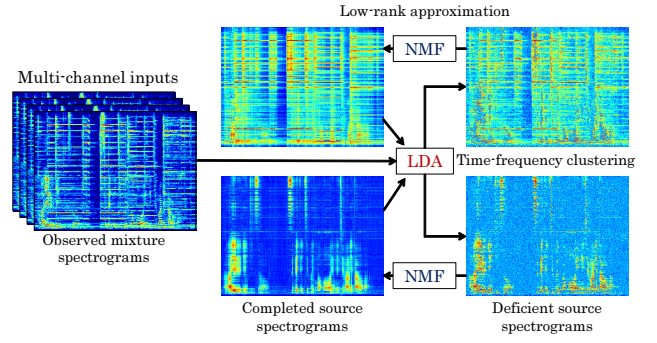 Low-rank approximation
NMF
Multi-channel inputs
LDA
Time-frequency clustering
Observed mixture
spectrograms
NMF
Completed source
spectrograms
Deficient source
spectrograms